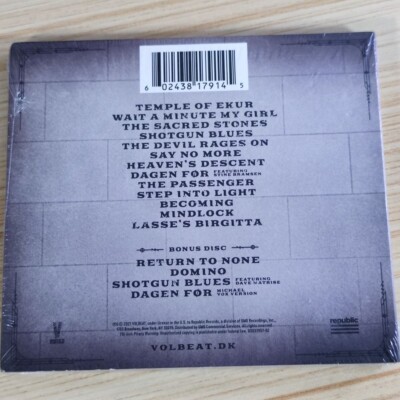 6 02438 17914 5
TEMPLE OF EKUR
WAIT A MINUTE MY GIRL
THE SACRED STONES
SHOTGUN BLUES
THE DEVIL RAGES ON
SAY NO MORE
HEAVEN'S DESCENT
DAGEN FØR FEATURING STINE BRAMSEN
THE PASSENGER
STEP INTO LIGHT
BECOMING
MINDLOCK
LASSE'S BIRGITTA
BONUS DISC
RETURN TO NONE
DOMINO
SHOTGUN BLUES FEATURING DAVE MATRISE
DAGEN FØR MICHAEL VOX VERSION
republic
VOLBEAT.DK